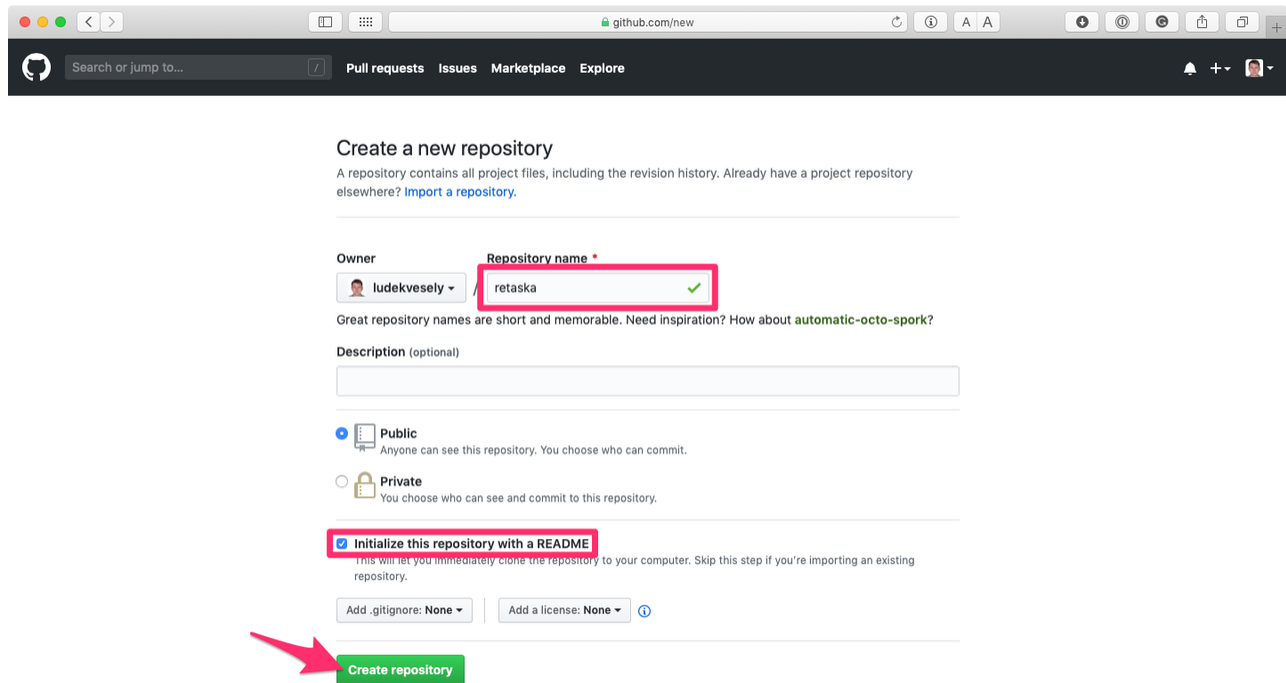 github.com/new
A A
Search or jump to... /
Pull requests Issues Marketplace Explore
Create a new repository
A repository contains all project files, including the revision history. Already have a project repository
elsewhere? Import a repository.
Owner Repository name *
ludekvesely / retaska
Great repository names are short and memorable. Need inspiration? How about automatic-octo-spork?
Description (optional)
Public
Anyone can see this repository. You choose who can commit.
Private
You choose who can see and commit to this repository.
Initialize this repository with a README
This will let you immediately clone the repository to your computer. Skip this step if you're importing an existing
repository.
Add .gitignore: None Add a license: None
Create repository